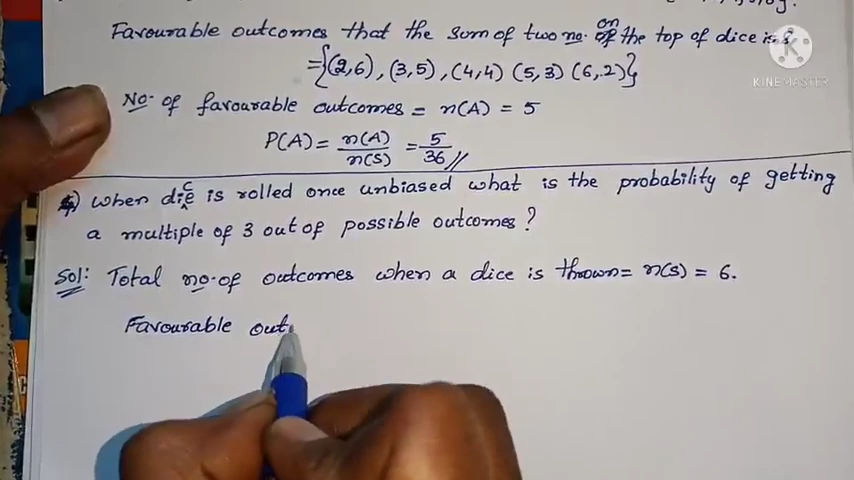 Favourable outcomes that the sum of two no. on of the top of dice is 8
={(2,6), (3,5), (4,4) (5,3) (6,2)}
No. of favourable outcomes = n(A) = 5
P(A) = n(A)/n(S) = 5/36 //
4) When dice is rolled once unbiased what is the probability of getting
a multiple of 3 out of possible outcomes?
Sol: Total no. of outcomes when a dice is thrown = n(S) = 6.
Favourable out
KINEMASTER